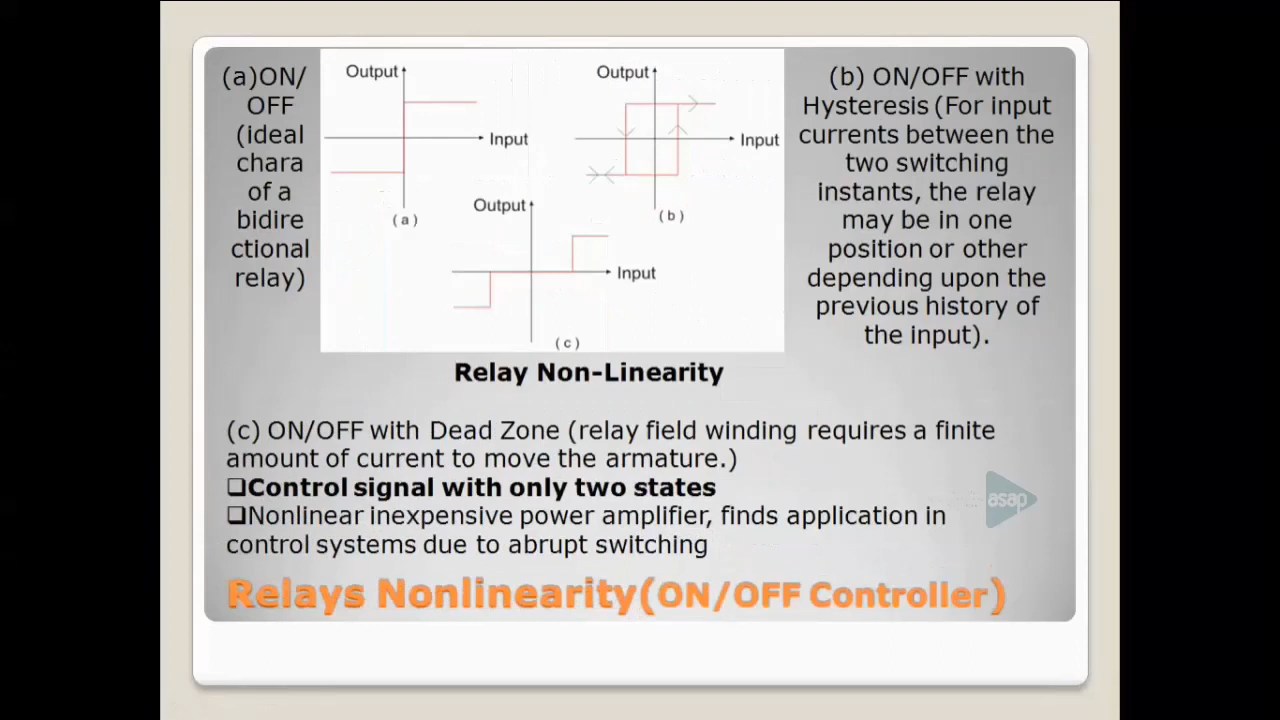 (a)ON/
OFF
(ideal
chara
of a
bidire
ctional
relay)
Output
Input
(a)
Output
Input
(b)
Output
Input
(c)
(b) ON/OFF with
Hysteresis (For input
currents between the
two switching
instants, the relay
may be in one
position or other
depending upon the
previous history of
the input).
Relay Non-Linearity
(c) ON/OFF with Dead Zone (relay field winding requires a finite
amount of current to move the armature.)
❑Control signal with only two states
❑Nonlinear inexpensive power amplifier, finds application in
control systems due to abrupt switching
asap
Relays Nonlinearity(ON/OFF Controller)